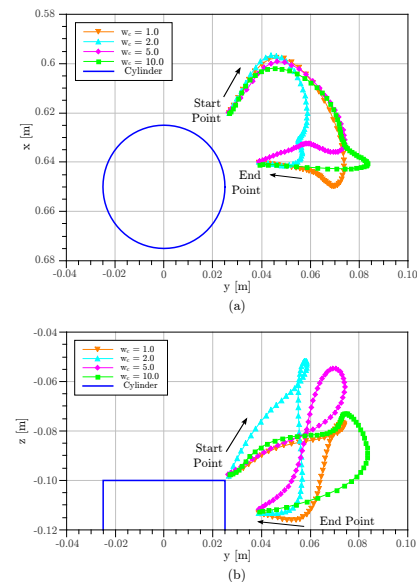 0.58
0.6
0.62
0.64
0.66
0.68
x [m]
w_c = 1.0
w_c = 2.0
w_c = 5.0
w_c = 10.0
Cylinder
Start
Point
End
Point
-0.04 -0.02 0.00 0.02 0.04 0.06 0.08 0.10
y [m]
(a)
-0.04
-0.06
-0.08
-0.10
-0.12
z [m]
w_c = 1.0
w_c = 2.0
w_c = 5.0
w_c = 10.0
Cylinder
Start
Point
End Point
-0.04 -0.02 0.00 0.02 0.04 0.06 0.08 0.10
y [m]
(b)